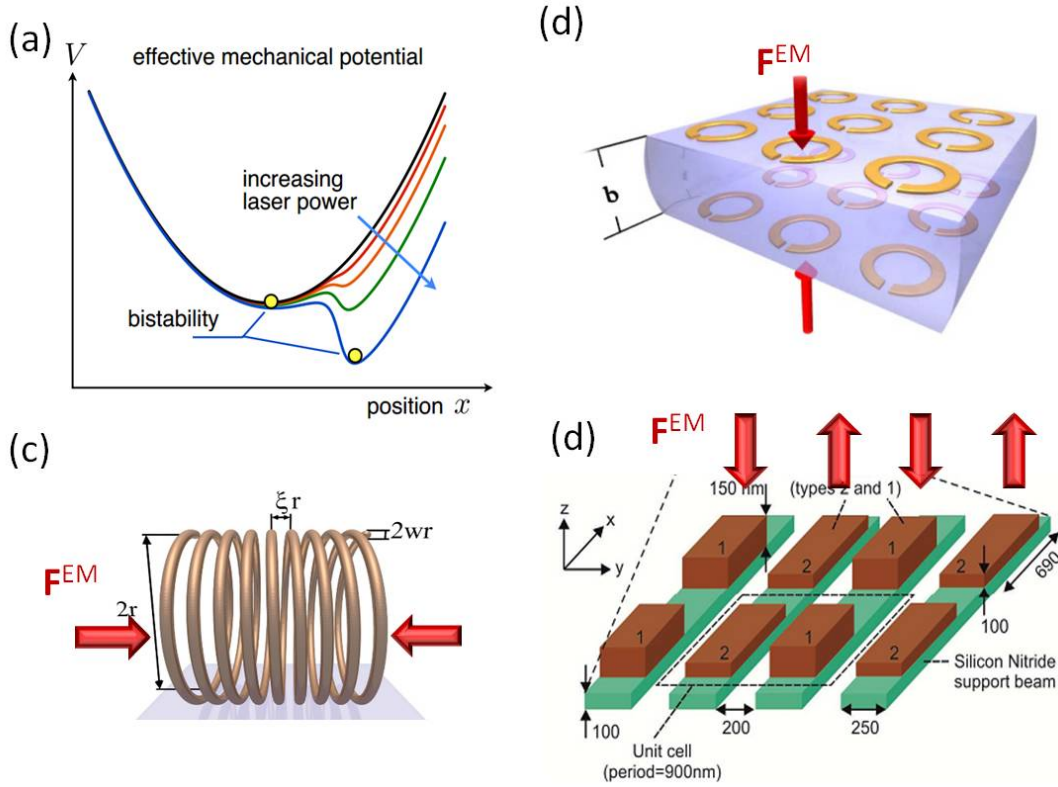 (a)
V
effective mechanical potential
increasing
laser power
bistability
position x
(d)
F^EM
b
(c)
ξr
2wr
F^EM
2r
(d)
F^EM
150 nm
(types 2 and 1)
z
x
y
1
2
1
2
690
100
1
2
1
2
Silicon Nitride
support beam
100
200
250
Unit cell
(period=900nm)